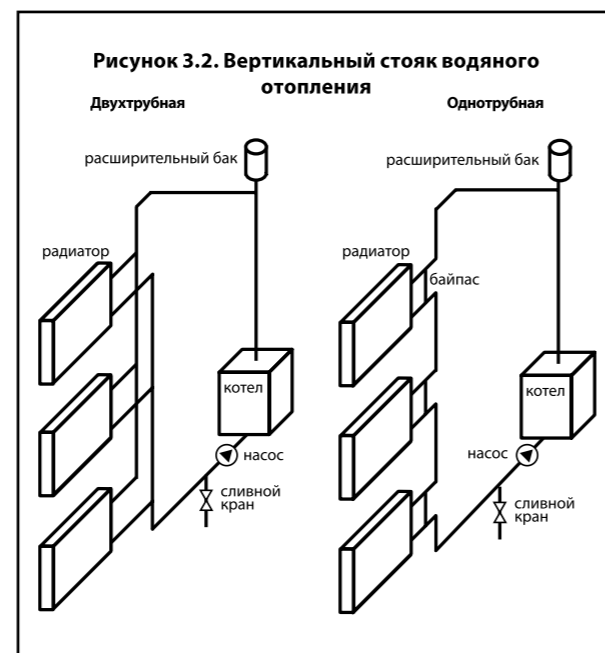 Рисунок 3.2. Вертикальный стояк водяного
отопления
Двухтрубная
расширительный бак
радиатор
котел
насос
сливной
кран
Однотрубная
расширительный бак
радиатор
байпас
котел
насос
сливной
кран